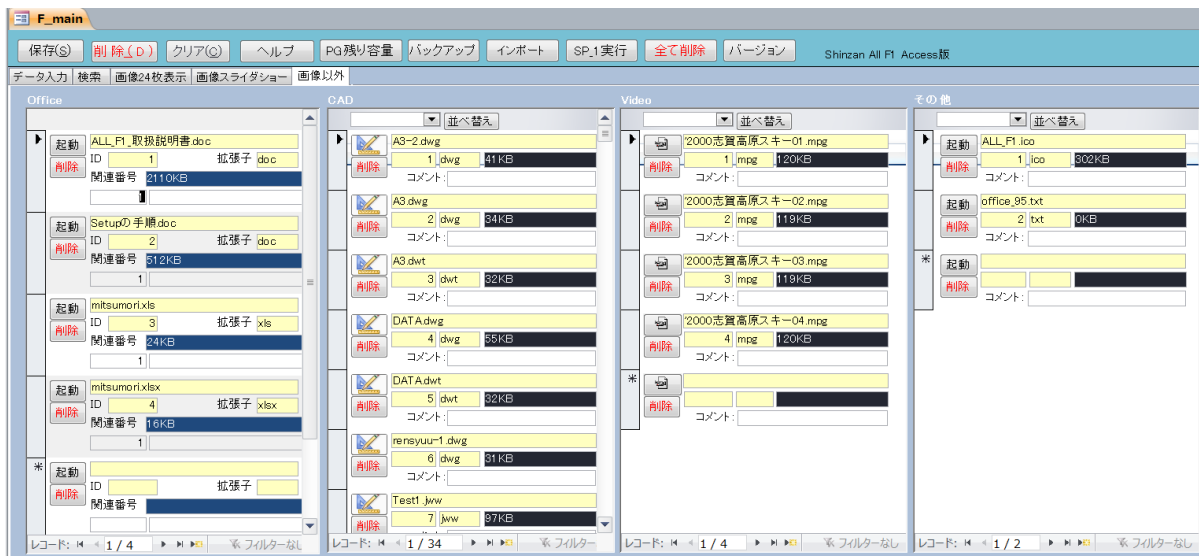 F_main
保存(S) 削 除(D) クリア(C) ヘルプ PG残り容量 バックアップ インポート SP_1実行 全て削除 バージョン Shinzan All F1 Access版
データ入力 検索 画像24枚表示 画像スライダショー 画像以外
Office
起動 ALL_F1_取扱説明書.doc
削除 ID 1 拡張子 doc
関連番号 2110KB
1
起動 Setupの手順.doc
削除 ID 2 拡張子 doc
関連番号 512KB
1
起動 mitsumori.xls
削除 ID 3 拡張子 xls
関連番号 24KB
1
起動 mitsumori.xlsx
削除 ID 4 拡張子 xlsx
関連番号 16KB
1
* 起動
削除 ID 拡張子
関連番号
レコード: 1 / 4 フィルターなし
CAD
並べ替え
A3-2.dwg
削除 1 dwg 41KB
コメント:
A3.dwg
削除 2 dwg 34KB
コメント:
A3.dwt
削除 3 dwt 32KB
コメント:
DATA.dwg
削除 4 dwg 55KB
コメント:
DATA.dwt
削除 5 dwt 32KB
コメント:
rensyuu-1.dwg
削除 6 dwg 31KB
コメント:
Test1.jww
削除 7 jww 97KB
レコード: 1 / 34 フィルター
Video
並べ替え
'2000志賀高原スキー01.mpg
削除 1 mpg 120KB
コメント:
'2000志賀高原スキー02.mpg
削除 2 mpg 119KB
コメント:
'2000志賀高原スキー03.mpg
削除 3 mpg 119KB
コメント:
'2000志賀高原スキー04.mpg
削除 4 mpg 120KB
コメント:
*
削除
コメント:
レコード: 1 / 4 フィルターなし
その他
並べ替え
起動 ALL_F1.ico
削除 1 ico 302KB
コメント:
起動 office_95.txt
削除 2 txt 0KB
コメント:
* 起動
削除
コメント:
レコード: 1 / 2 フィルターなし